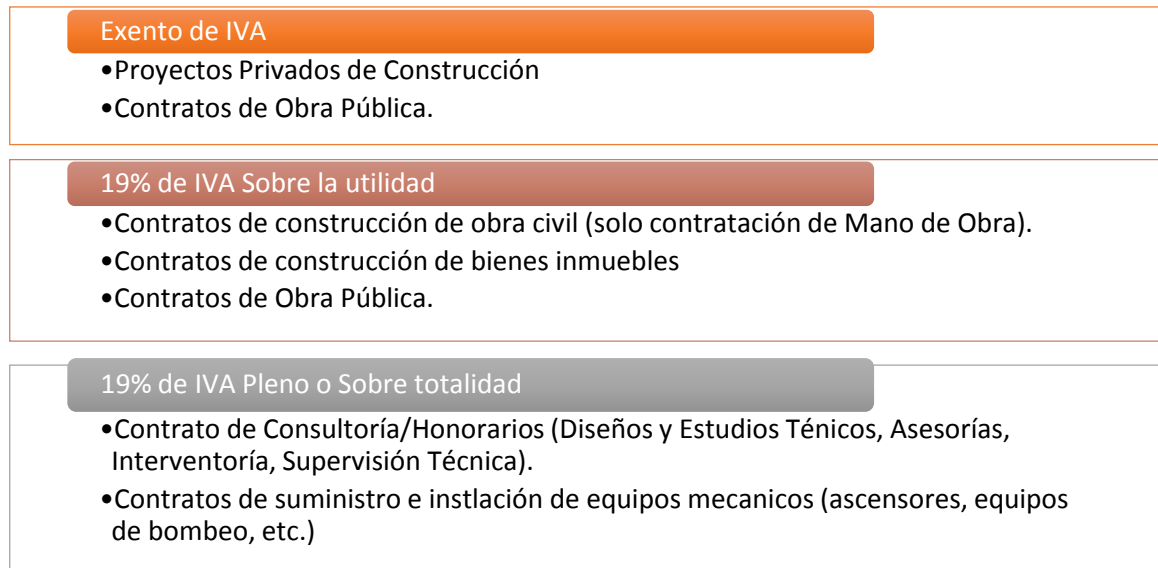 Exento de IVA
•Proyectos Privados de Construcción
•Contratos de Obra Pública.
19% de IVA Sobre la utilidad
•Contratos de construcción de obra civil (solo contratación de Mano de Obra).
•Contratos de construcción de bienes inmuebles
•Contratos de Obra Pública.
19% de IVA Pleno o Sobre totalidad
•Contrato de Consultoría/Honorarios (Diseños y Estudios Ténicos, Asesorías,
Interventoría, Supervisión Técnica).
•Contratos de suministro e instlación de equipos mecanicos (ascensores, equipos
de bombeo, etc.)